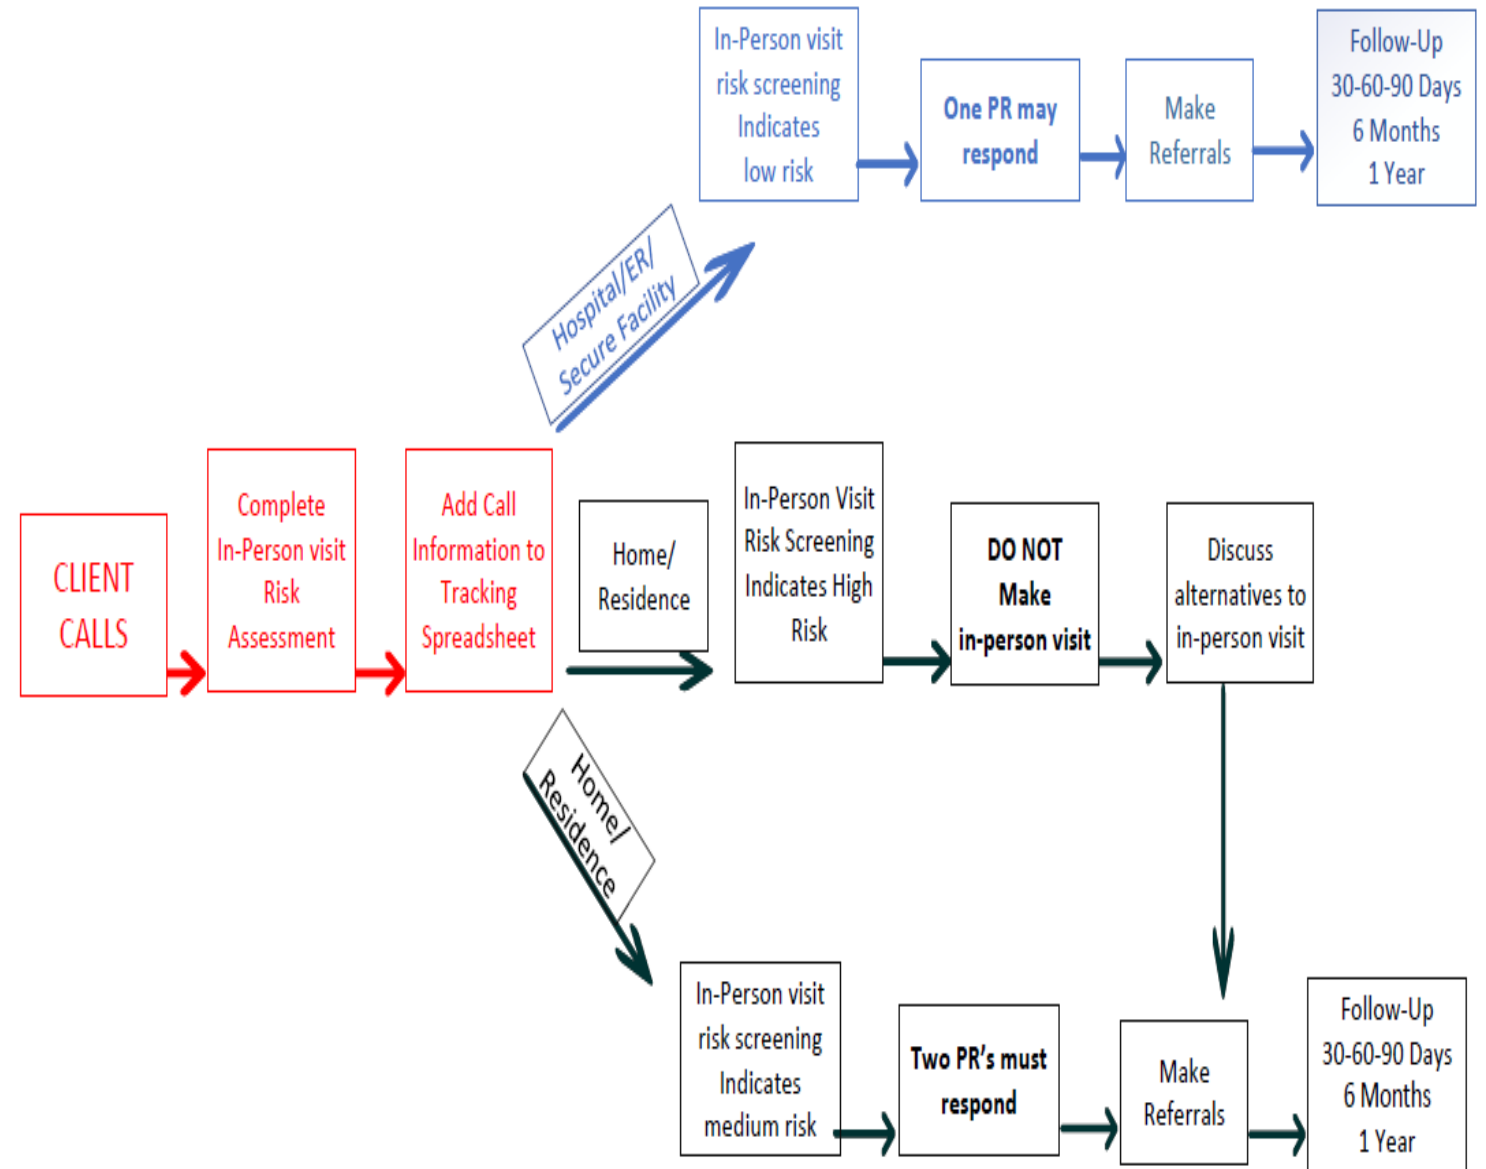 In-Person visit
risk screening
Indicates
low risk
One PR may
respond
Make
Referrals
Follow-Up
30-60-90 Days
6 Months
1 Year
Hospital/ER/
Secure Facility
CLIENT
CALLS
Complete
In-Person visit
Risk
Assessment
Add Call
Information to
Tracking
Spreadsheet
Home/
Residence
In-Person Visit
Risk Screening
Indicates High
Risk
DO NOT
Make
in-person visit
Discuss
alternatives to
in-person visit
Home/
Residence
In-Person visit
risk screening
Indicates
medium risk
Two PR’s must
respond
Make
Referrals
Follow-Up
30-60-90 Days
6 Months
1 Year